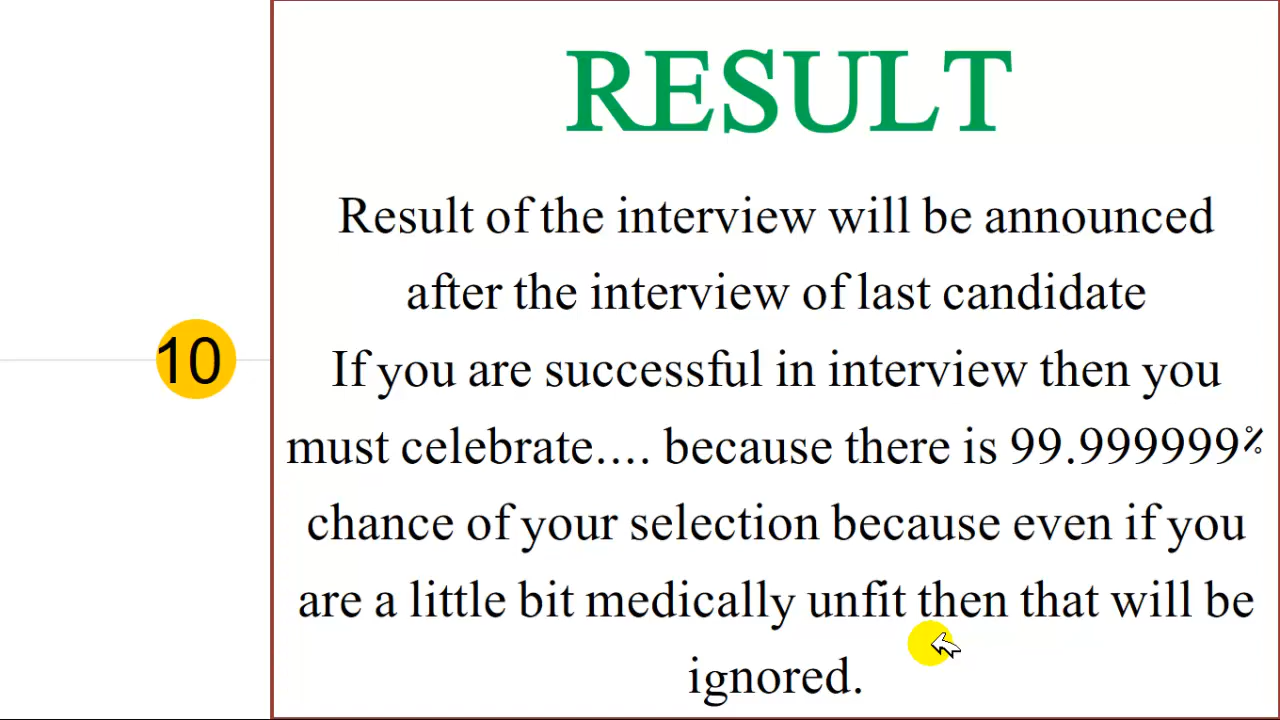 RESULT
Result of the interview will be announced
after the interview of last candidate
If you are successful in interview then you
10
must celebrate.... because there is 99.999999%
chance of your selection because even if you
are a little bit medically unfit then that will be
ignored.